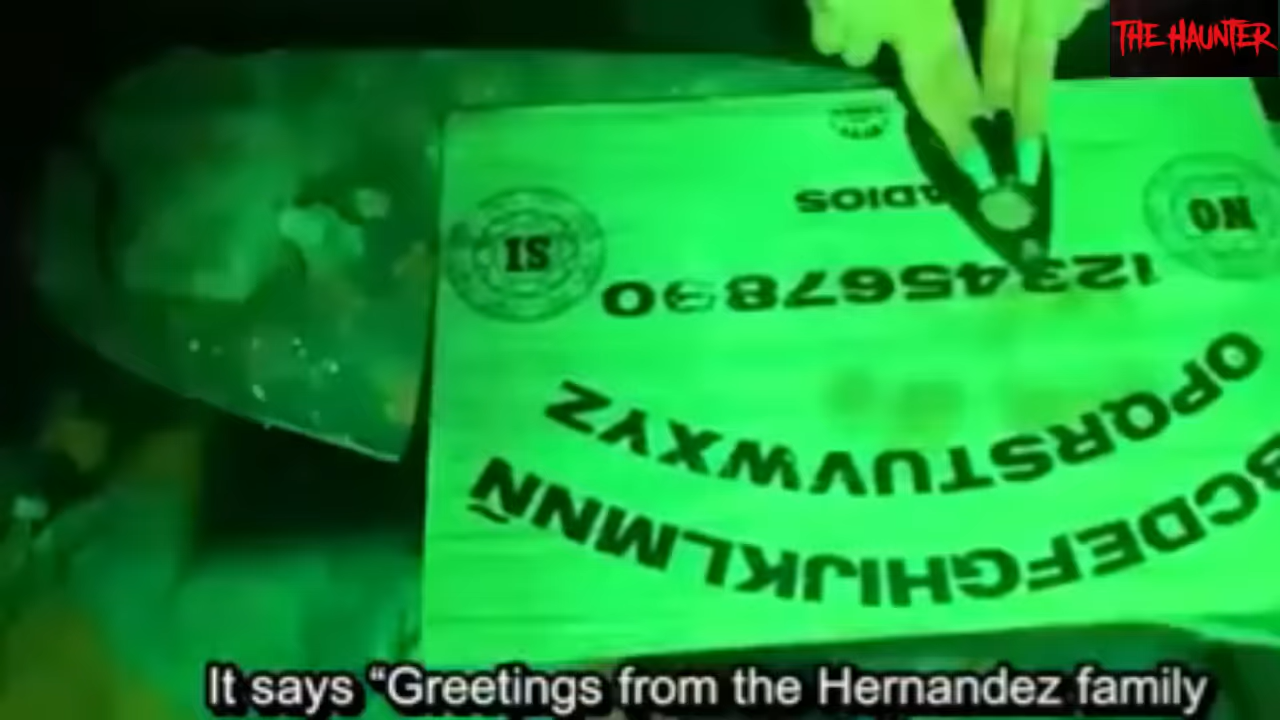 THE HAUNTER
BCDEFGHIJKLMNÑ
OPQRSTUVWXYZ
1234567890
NO
SI
ADIOS
It says “Greetings from the Hernandez family